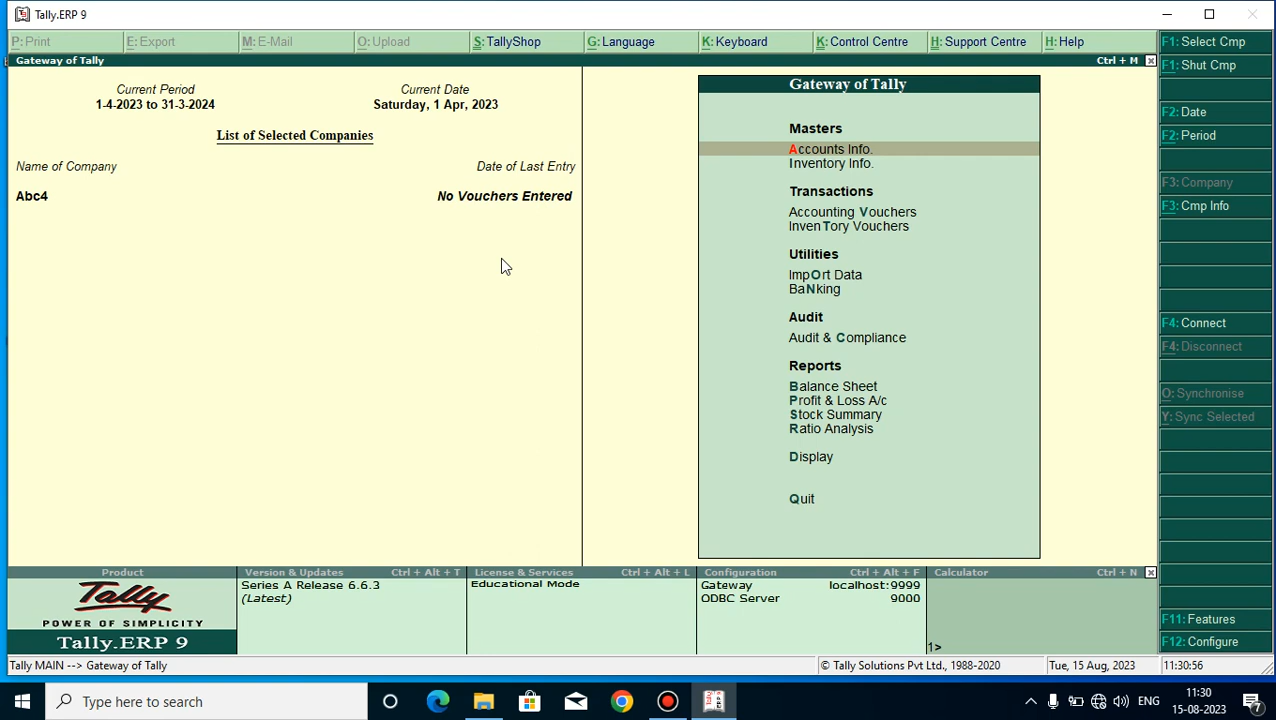 Tally.ERP 9
P: Print
E: Export
M: E-Mail
O: Upload
S: TallyShop
G: Language
K: Keyboard
K: Control Centre
H: Support Centre
H: Help
Gateway of Tally
Ctrl + M
Current Period
1-4-2023 to 31-3-2024
Current Date
Saturday, 1 Apr, 2023
List of Selected Companies
Name of Company
Date of Last Entry
Abc4
No Vouchers Entered
Gateway of Tally
Masters
Accounts Info.
Inventory Info.
Transactions
Accounting Vouchers
InvenTory Vouchers
Utilities
ImpOrt Data
BaNking
Audit
Audit & Compliance
Reports
Balance Sheet
Profit & Loss A/c
Stock Summary
Ratio Analysis
Display
Quit
F1: Select Cmp
F1: Shut Cmp
F2: Date
F2: Period
F3: Company
F3: Cmp Info
F4: Connect
F4: Disconnect
O: Synchronise
Y: Sync Selected
F11: Features
F12: Configure
Product
Tally
POWER OF SIMPLICITY
Tally.ERP 9
Version & Updates Ctrl + Alt + T
Series A Release 6.6.3
(Latest)
License & Services Ctrl + Alt + L
Educational Mode
Configuration Ctrl + Alt + F
Gateway localhost:9999
ODBC Server 9000
Calculator Ctrl + N
1>
Tally MAIN --> Gateway of Tally
© Tally Solutions Pvt Ltd., 1988-2020
Tue, 15 Aug, 2023
11:30:56
Type here to search
ENG
11:30
15-08-2023
7